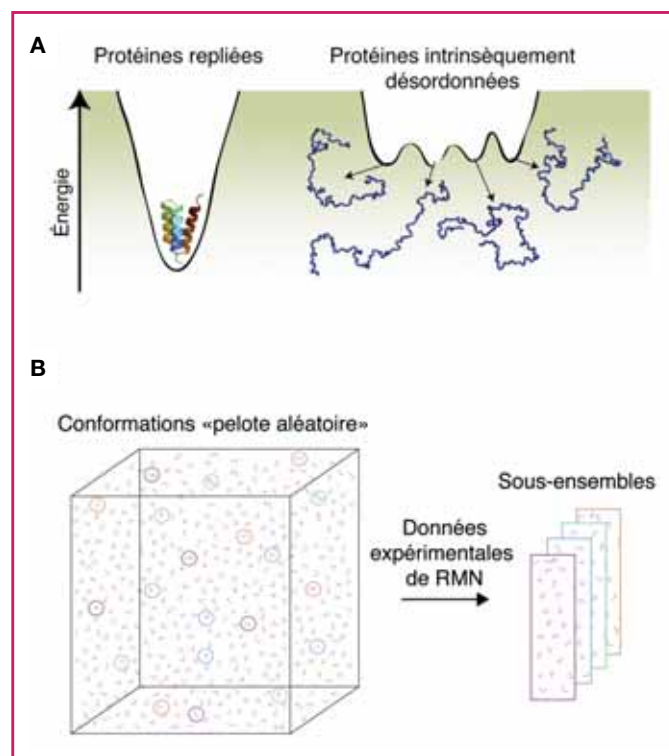 A
Protéines repliées
Protéines intrinsèquement
désordonnées
Énergie
B
Conformations «pelote aléatoire»
Sous-ensembles
Données
expérimentales
de RMN